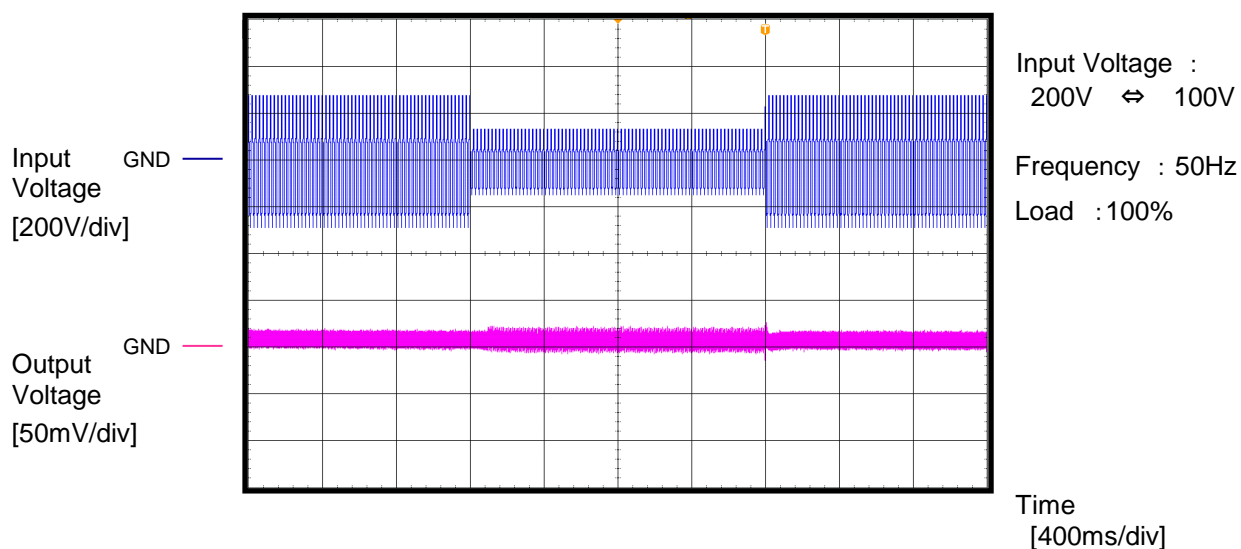 T
Input Voltage :
200V ⇔ 100V
Frequency : 50Hz
Load :100%
Input
Voltage
[200V/div]
GND
GND
Output
Voltage
[50mV/div]
Time
[400ms/div]